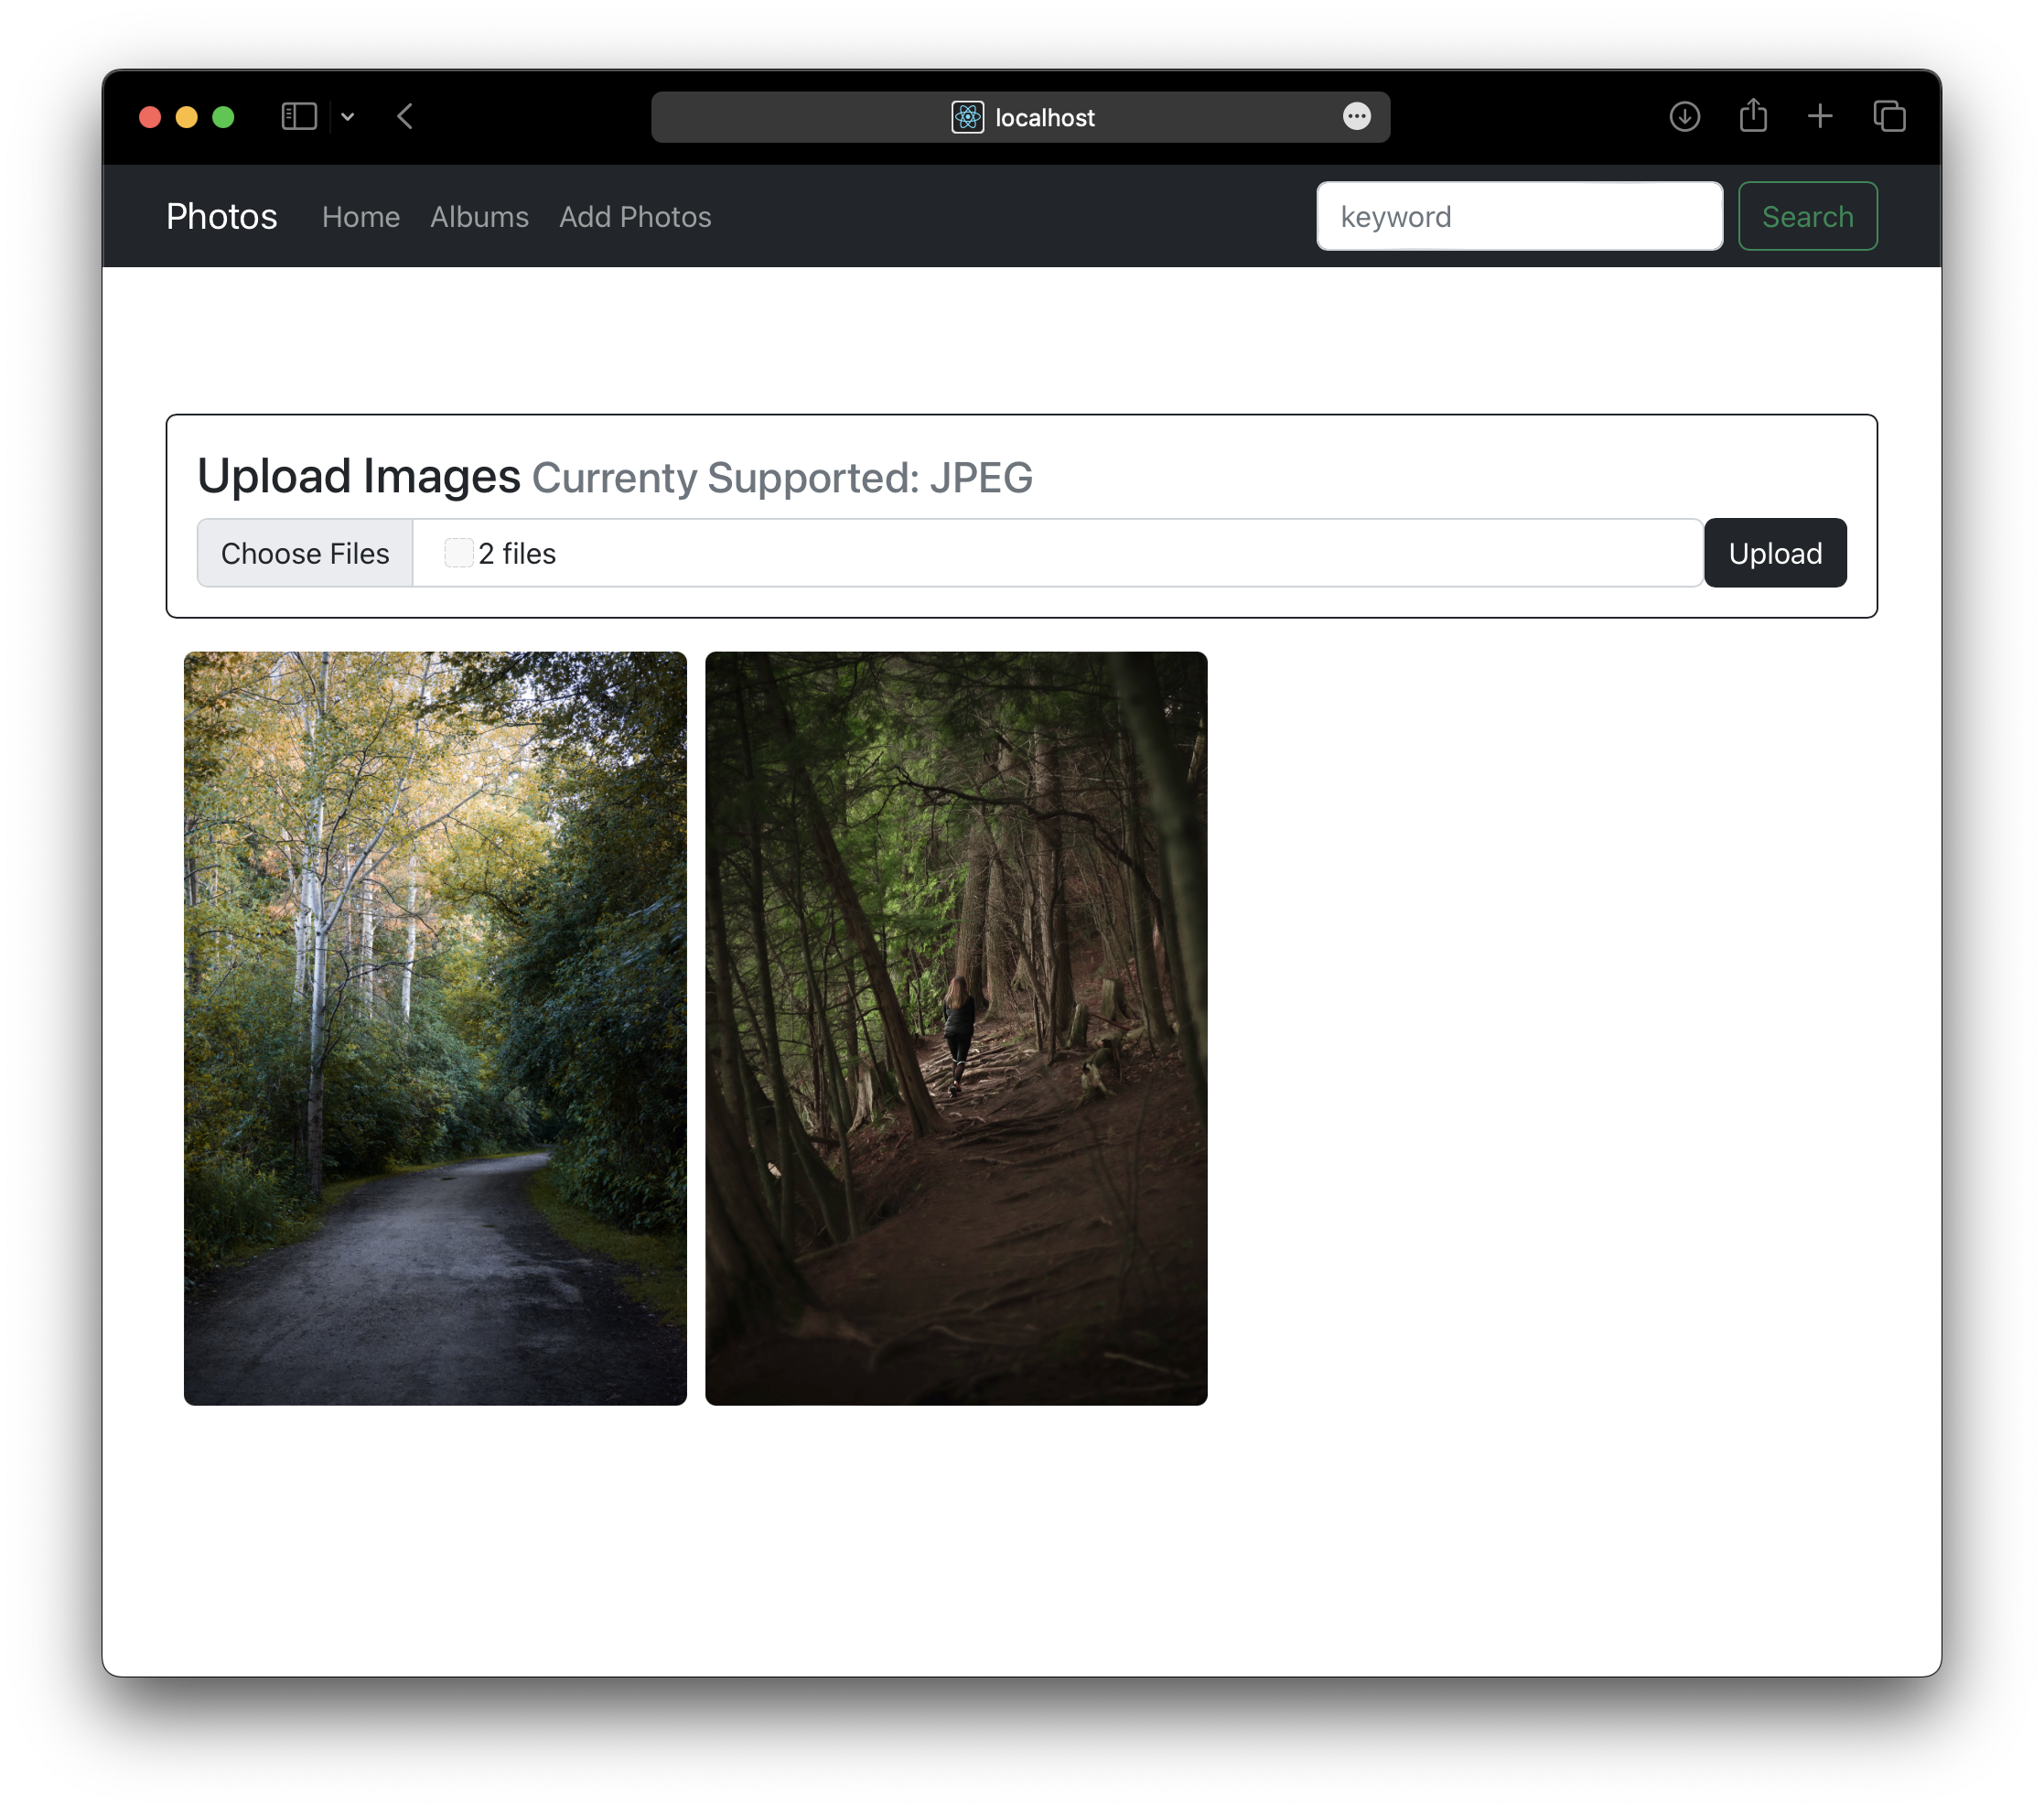 localhost
Photos Home Albums Add Photos keyword Search
Upload Images Currenty Supported: JPEG
Choose Files 2 files Upload